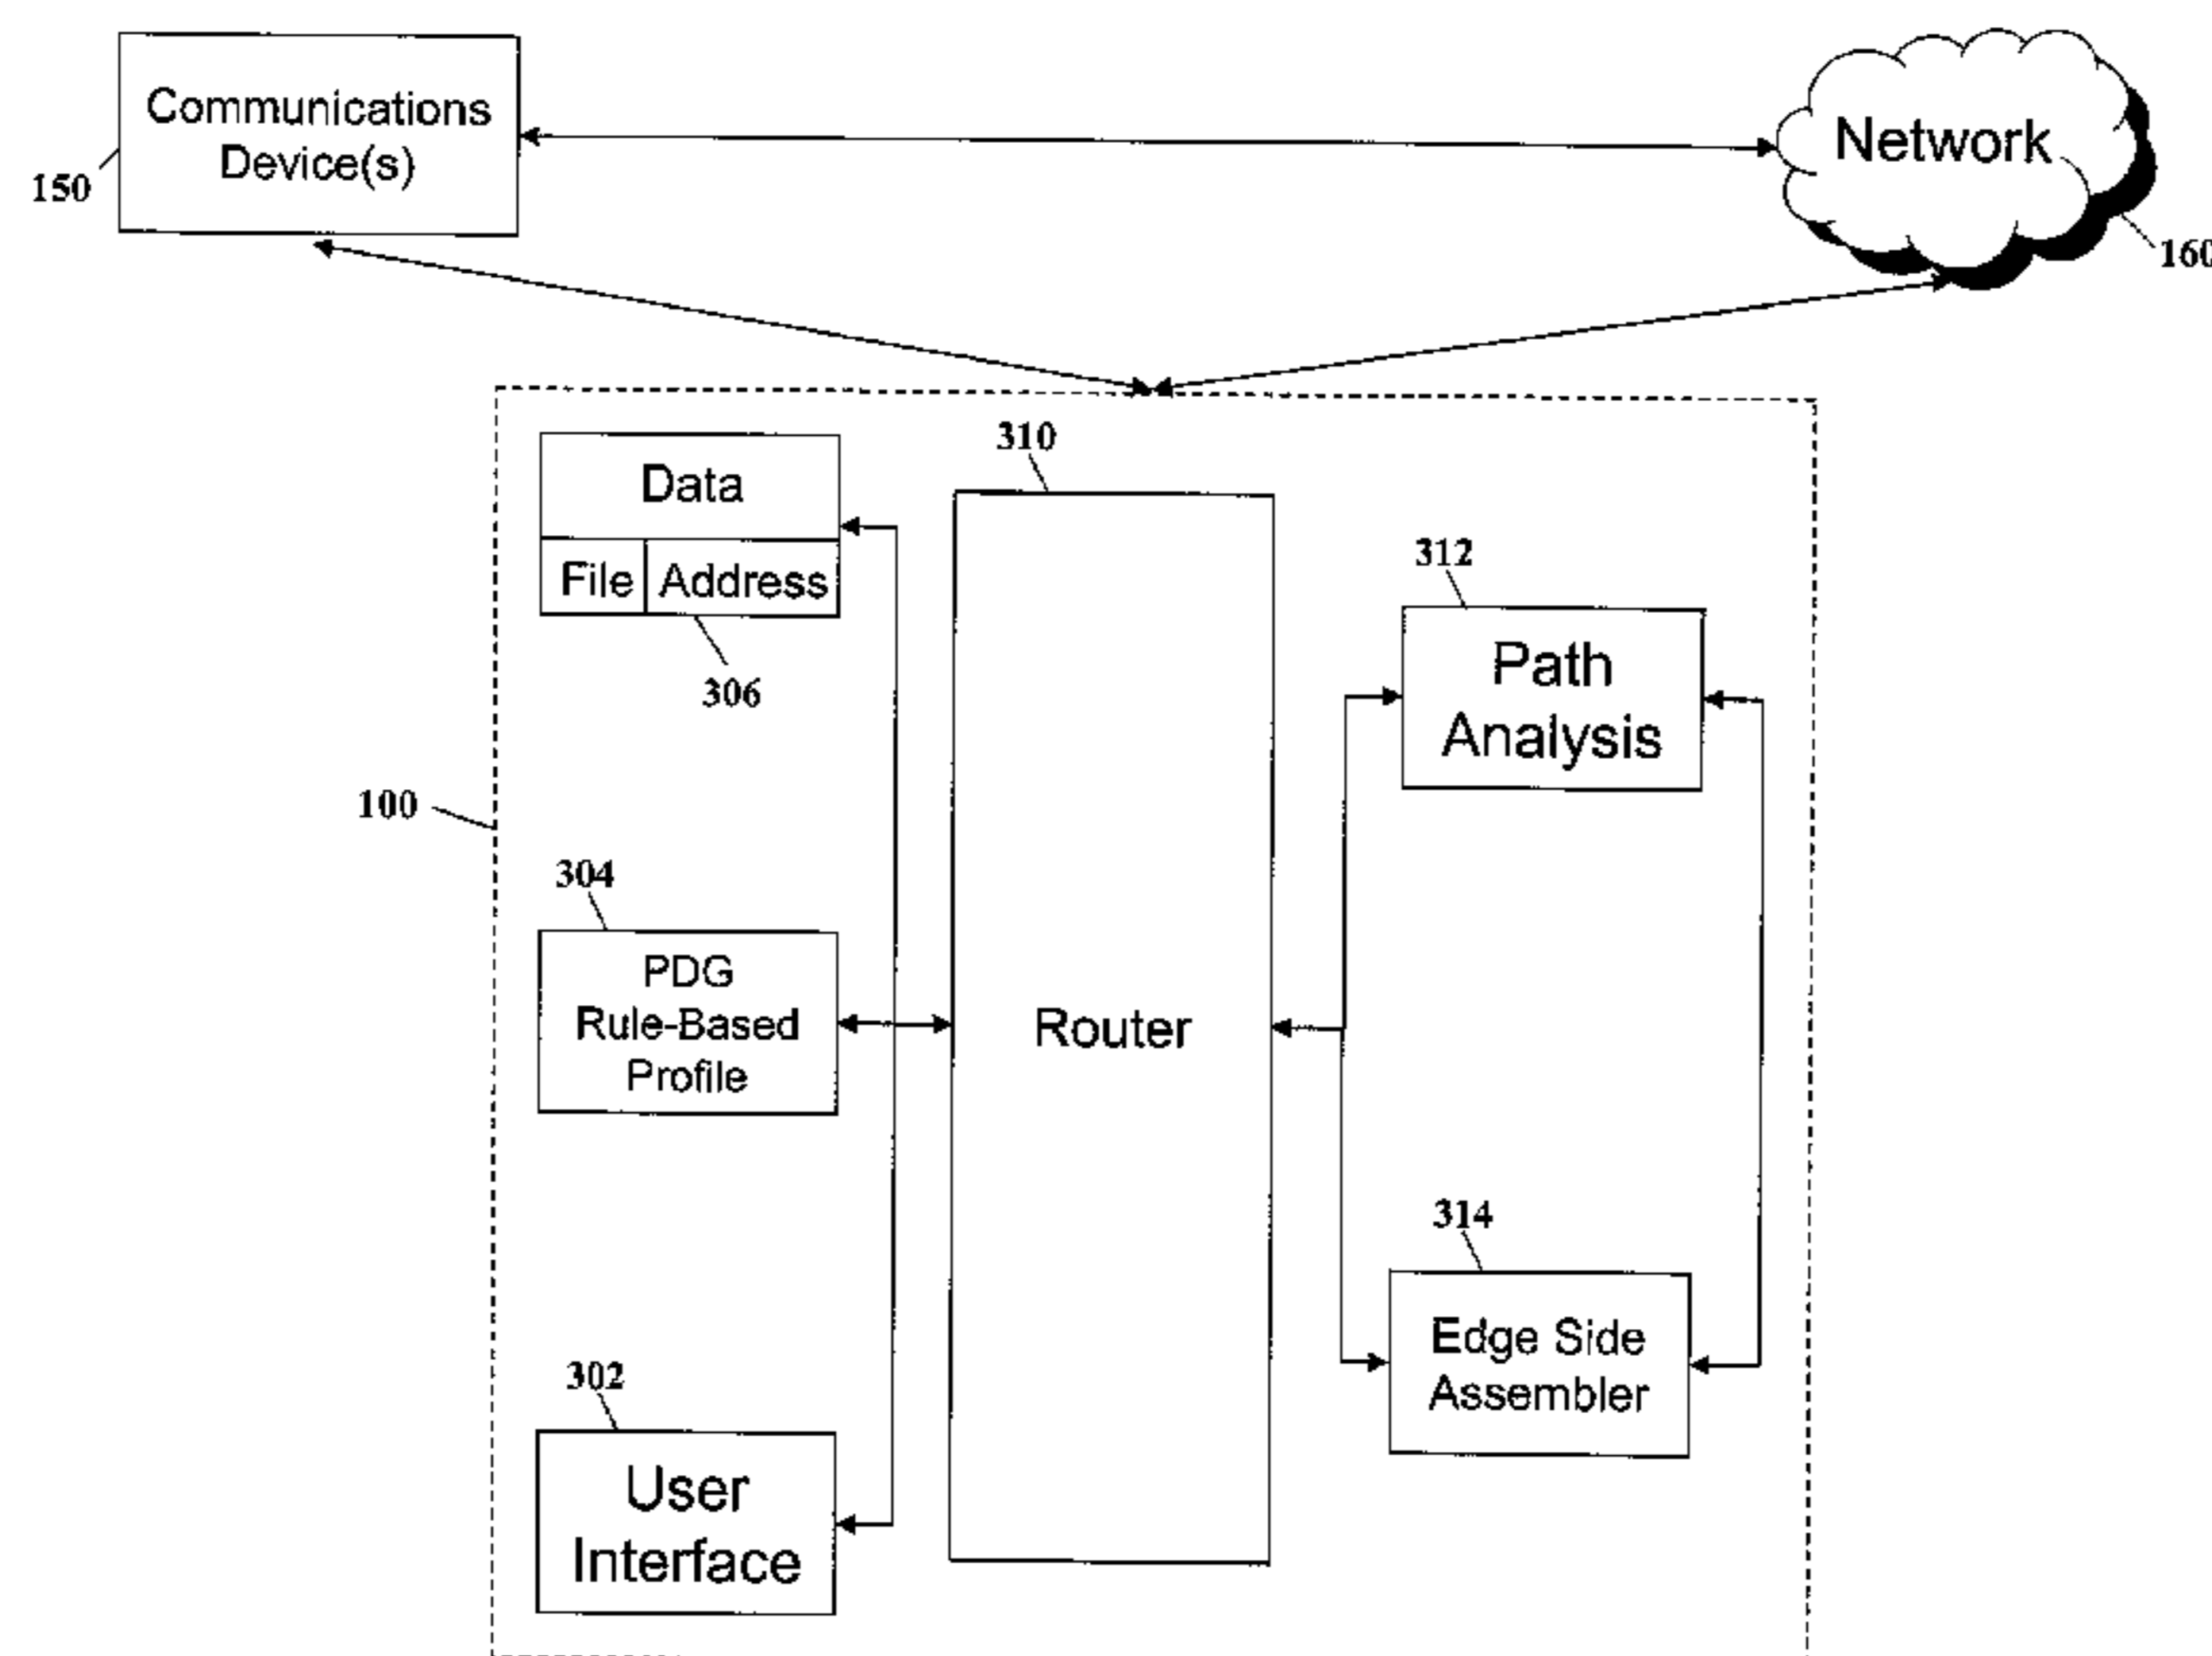 Communications
Device(s)
150
Network
160
310
Data
File
Address
306
312
Path
Analysis
100
304
PDG
Rule-Based
Profile
Router
314
Edge Side
Assembler
302
User
Interface